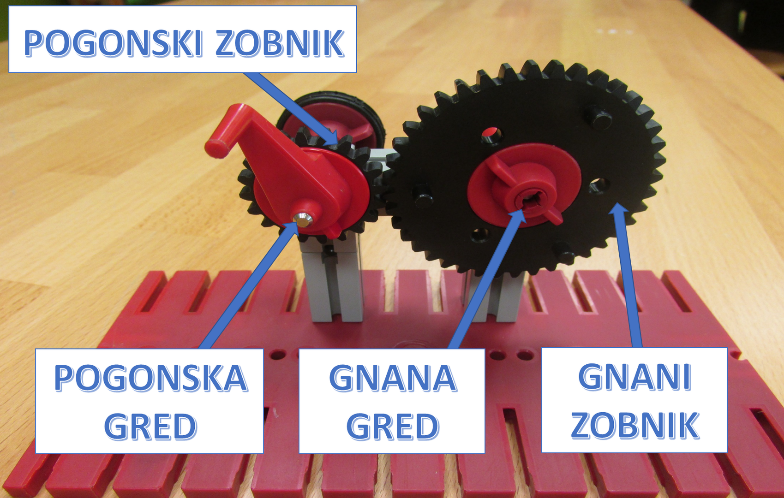 POGONSKI ZOBNIK
POGONSKA
GRED
GNANA
GRED
GNANI
ZOBNIK